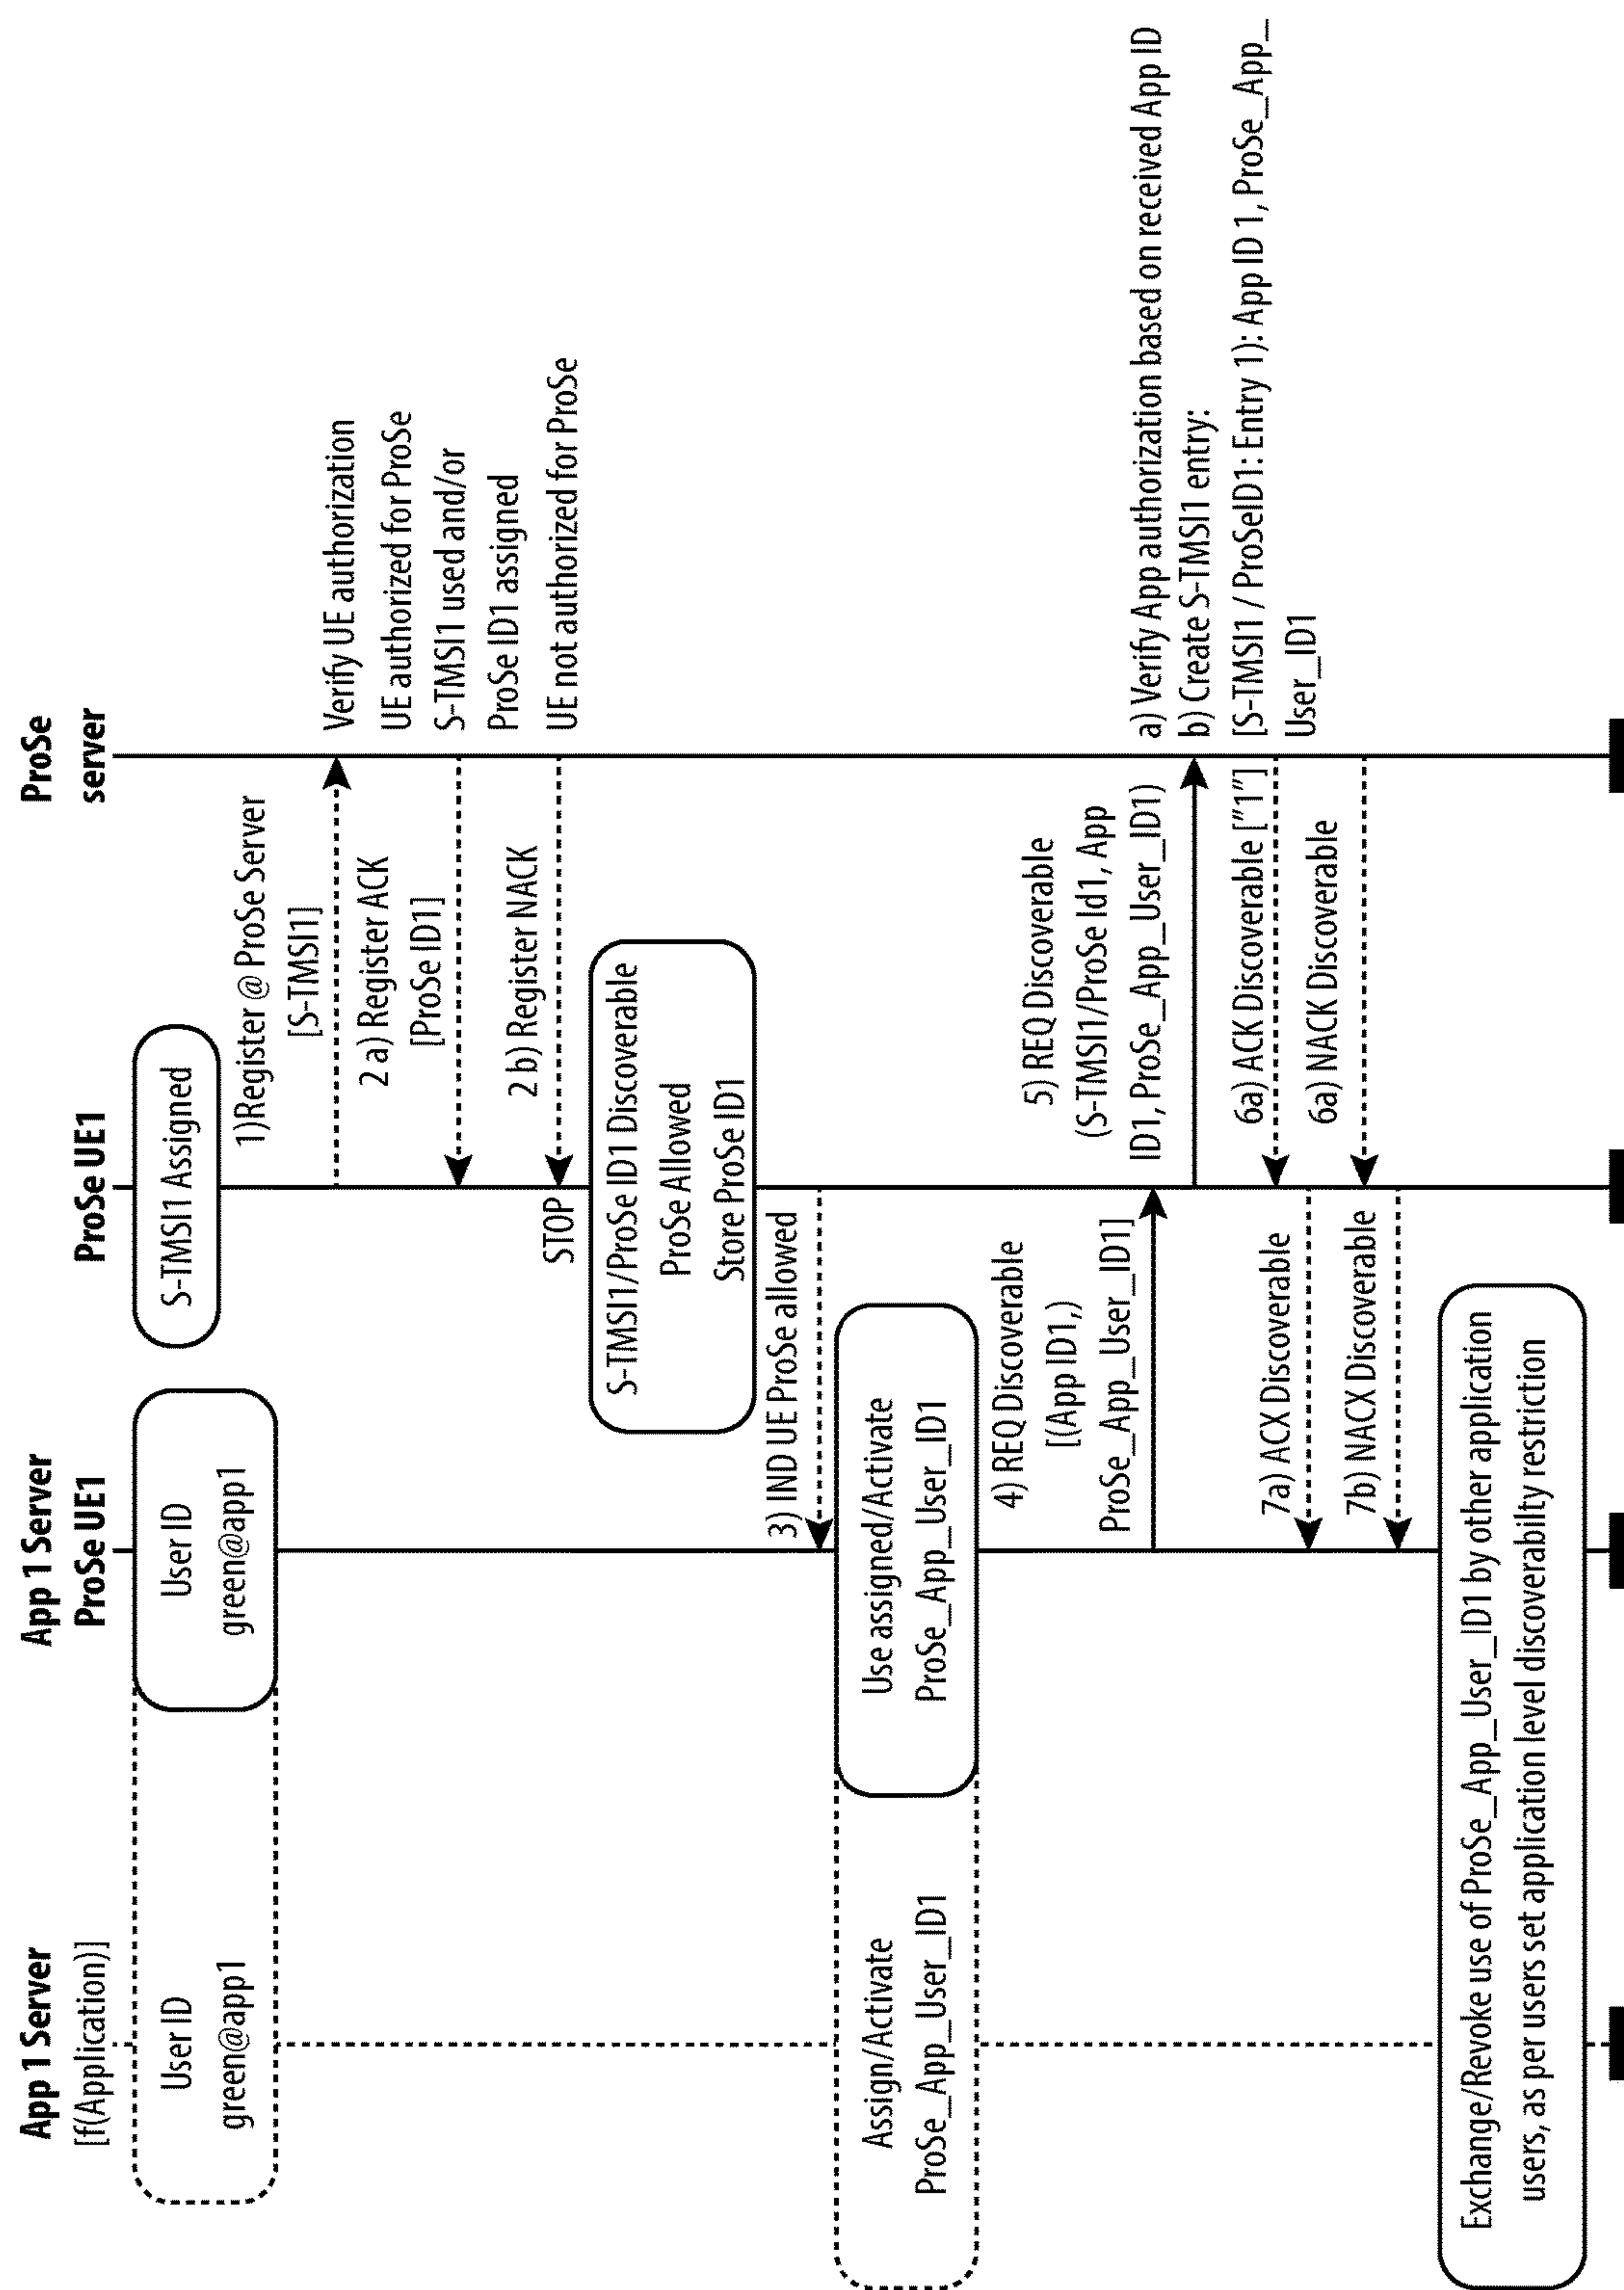 App 1 Server
[f(Application)]
App 1 Server
ProSe UE1
ProSe UE1
ProSe
server
User ID
green@app1
User ID
green@app1
S-TMSI1 Assigned
1)Register @ ProSe Server
[S-TMSI1]
Verify UE authorization
2 a) Register ACK
[ProSe ID1]
UE authorized for ProSe
S-TMSI1 used and/or
ProSe ID1 assigned
2 b) Register NACK
STOP
UE not authorized for ProSe
S-TMSI1/ProSe ID1 Discoverable
ProSe Allowed
Store ProSe ID1
3) IND UE ProSe allowed
Assign/Activate
ProSe_App_User_ID1
Use assigned/Activate
ProSe_App_User_ID1
4) REQ Discoverable
[(App ID1,)
ProSe_App_User_ID1]
5) REQ Discoverable
(S-TMSI1/ProSe Id1, App
ID1, ProSe_App_User_ID1)
a) Verify App authorization based on received App ID
b) Create S-TMSI1 entry:
[S-TMSI1 / ProSeID1: Entry 1): App ID 1, ProSe_App_
User_ID1
6a) ACK Discoverable ["1"]
6a) NACK Discoverable
7a) ACX Discoverable
7b) NACX Discoverable
Exchange/Revoke use of ProSe_App_User_ID1 by other application
users, as per users set application level discoverability restriction